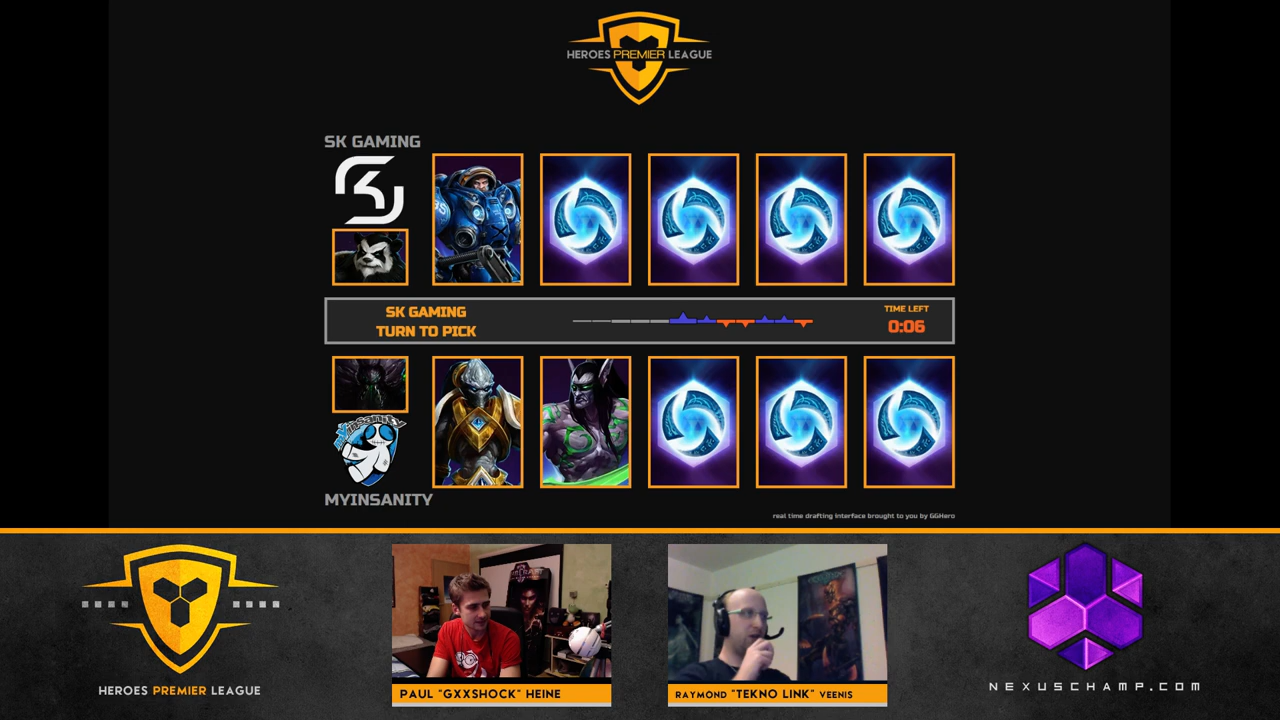 HEROES PREMIER LEAGUE
SK GAMING
SK GAMING
TURN TO PICK
TIME LEFT
0:06
myinsanity
MYINSANITY
real time drafting interface brought to you by GGHero
HEROES PREMIER LEAGUE
PAUL "GXXSHOCK" HEINE
RAYMOND "TEKNO LINK" VEENIS
NEXUSCHAMP.COM